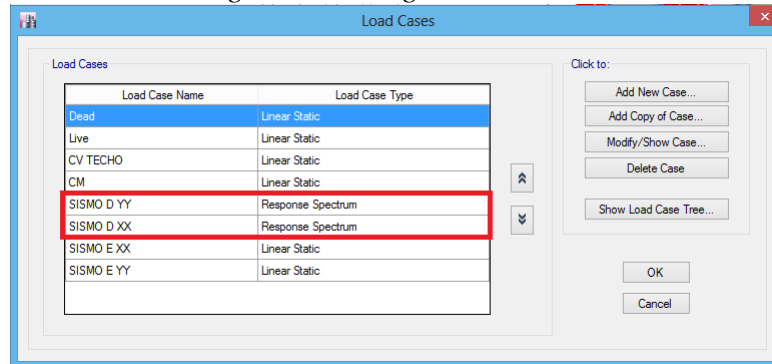 Load Cases
Load Cases
Click to:
Load Case Name Load Case Type
Dead Linear Static
Live Linear Static
CV TECHO Linear Static
CM Linear Static
SISMO D YY Response Spectrum
SISMO D XX Response Spectrum
SISMO E XX Linear Static
SISMO E YY Linear Static
Add New Case...
Add Copy of Case...
Modify/Show Case...
Delete Case
Show Load Case Tree...
OK
Cancel